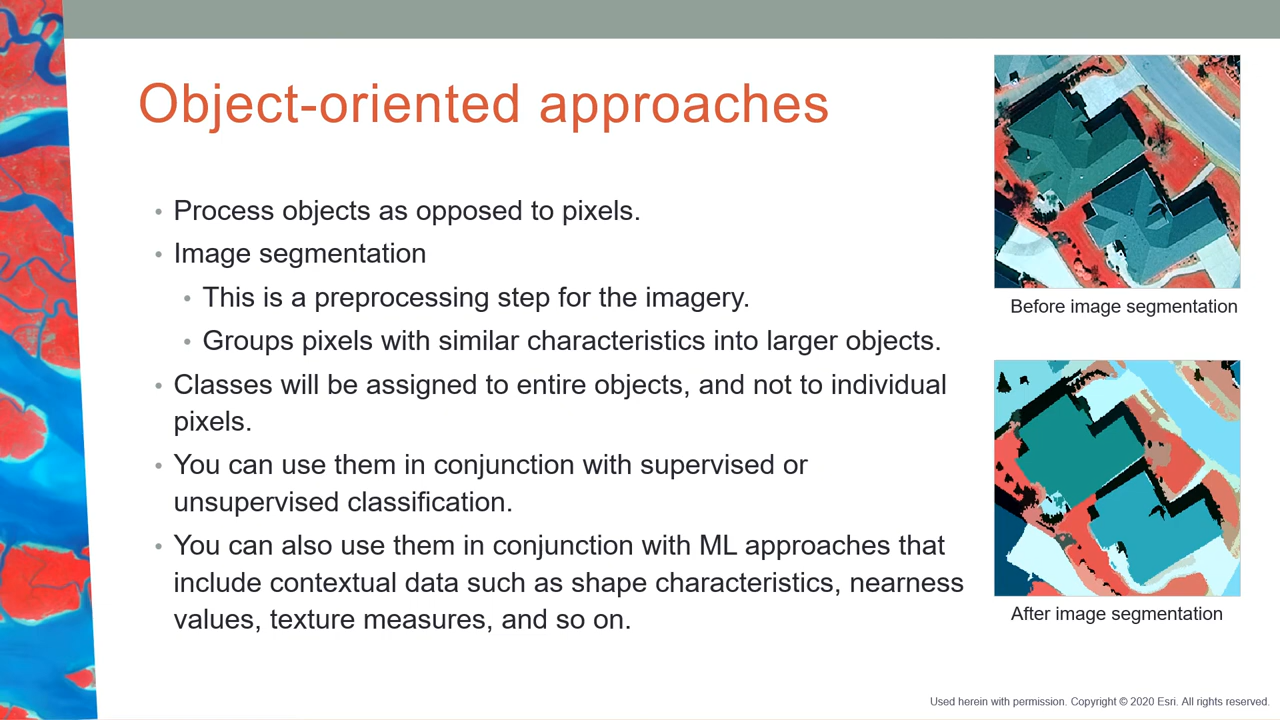 Object-oriented approaches
• Process objects as opposed to pixels.
• Image segmentation
• This is a preprocessing step for the imagery.
• Groups pixels with similar characteristics into larger objects.
• Classes will be assigned to entire objects, and not to individual
pixels.
• You can use them in conjunction with supervised or
unsupervised classification.
• You can also use them in conjunction with ML approaches that
include contextual data such as shape characteristics, nearness
values, texture measures, and so on.
Before image segmentation
After image segmentation
Used herein with permission. Copyright © 2020 Esri. All rights reserved.